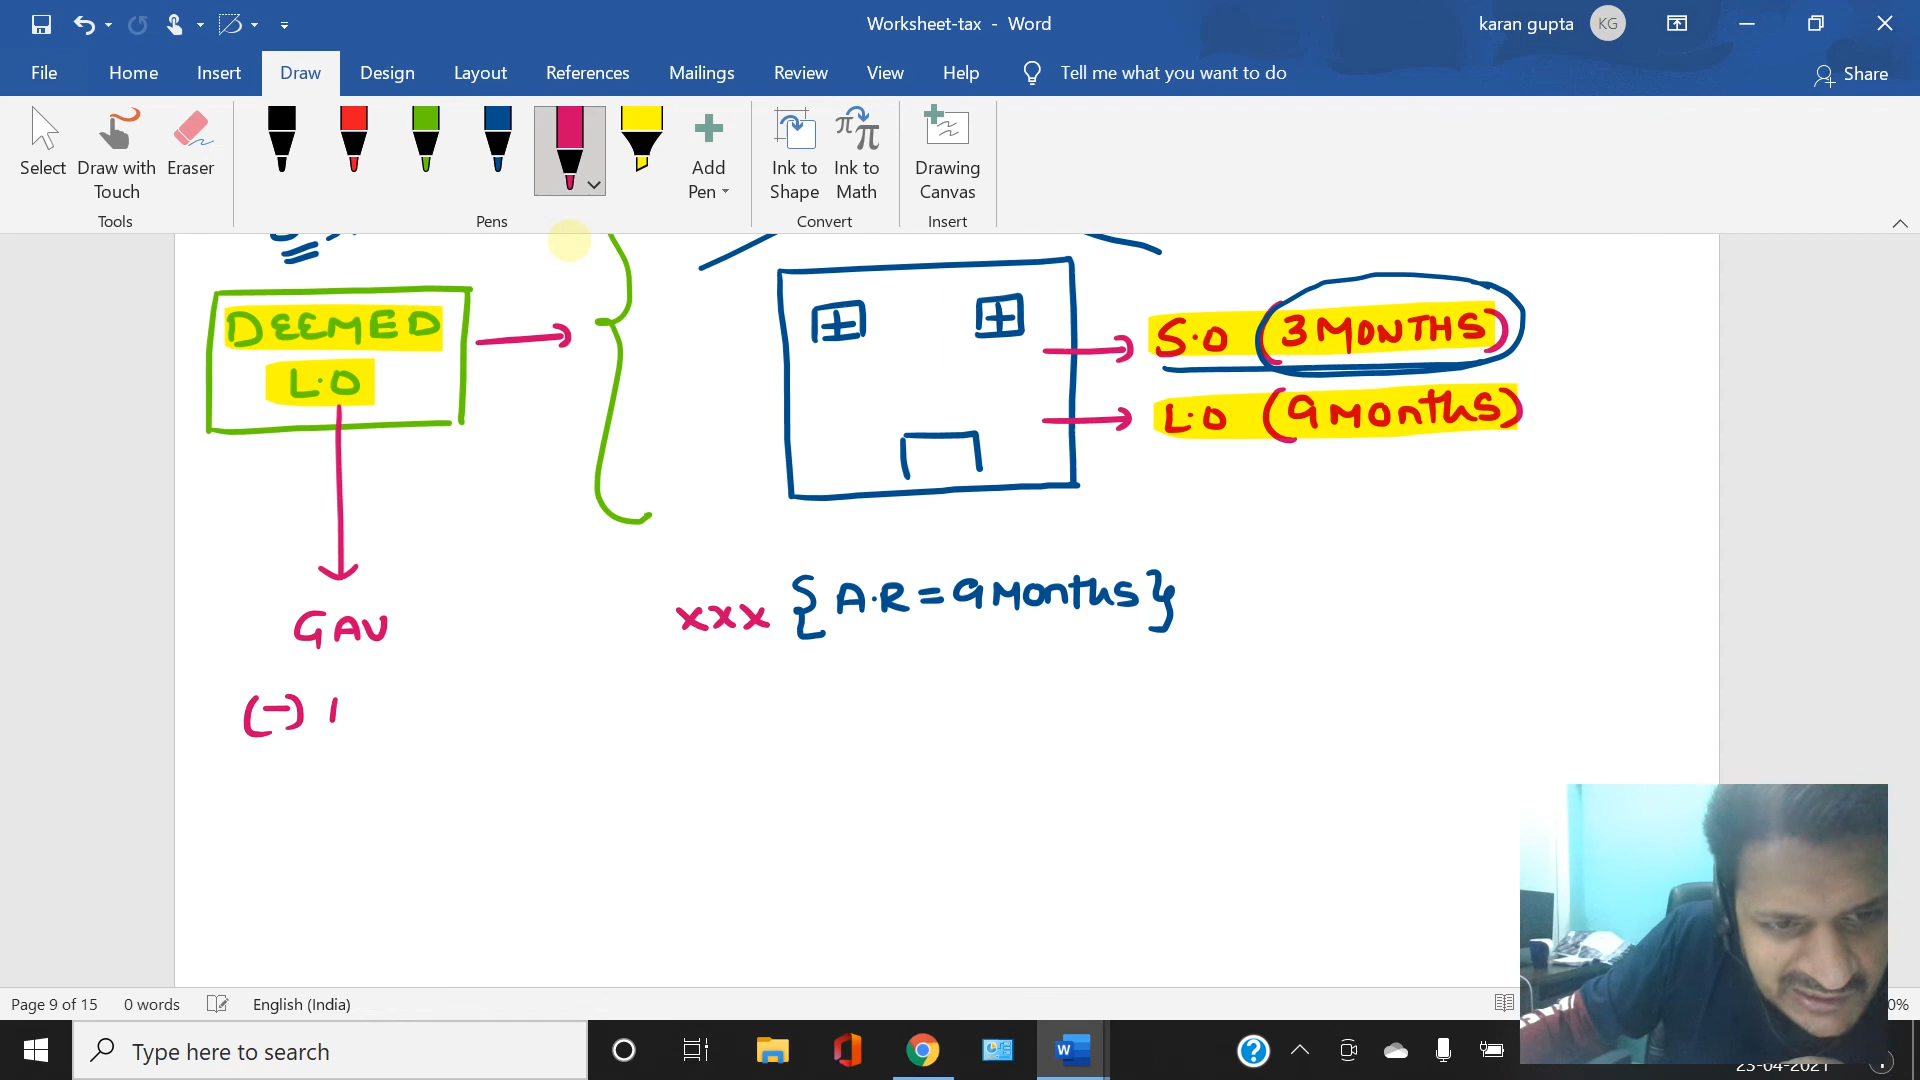 Worksheet-tax - Word
karan gupta
KG
File Home Insert Draw Design Layout References Mailings Review View Help Tell me what you want to do Share
Select Draw with Touch Eraser
Add Pen
Ink to Shape
Ink to Math
Drawing Canvas
Tools Pens Convert Insert
DEEMED
L.O
S.O (3 MONTHS)
L.O (9 MONTHS)
GAV
xxx { A.R = 9 MONTHS }
(-)
Page 9 of 15 0 words English (India)
Type here to search